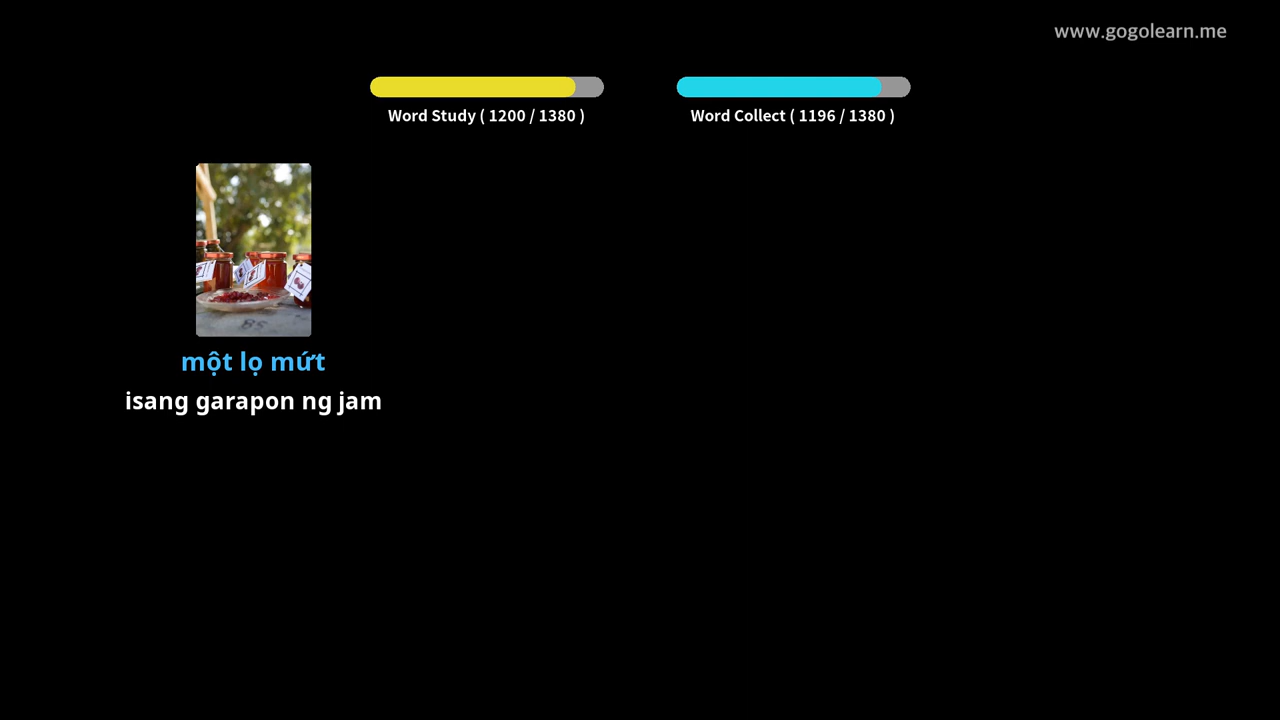 www.gogolearn.me
Word Study ( 1200 / 1380 )
Word Collect ( 1196 / 1380 )
một lọ mứt
isang garapon ng jam